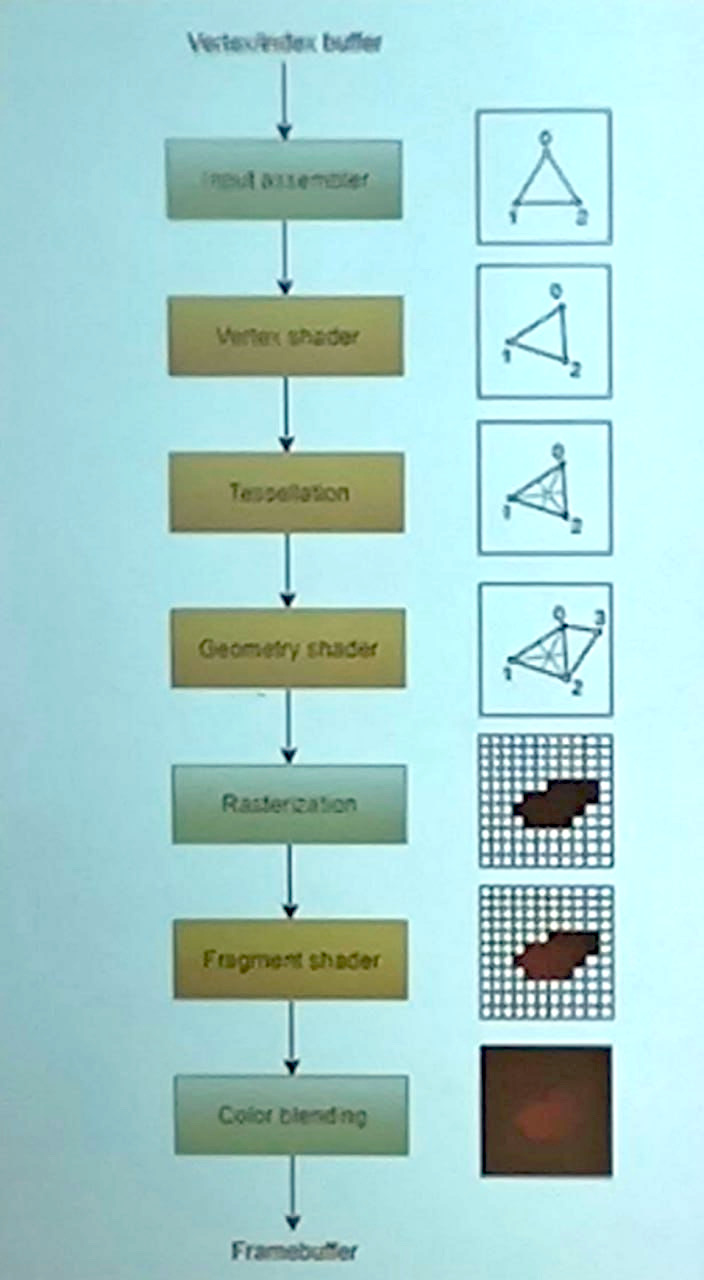 Vertex/index buffer
Input assembler
0
1 2
Vertex shader
0
1
2
Tessellation
0
1
2
Geometry shader
0 3
1
2
Rasterization
Fragment shader
Color blending
Framebuffer